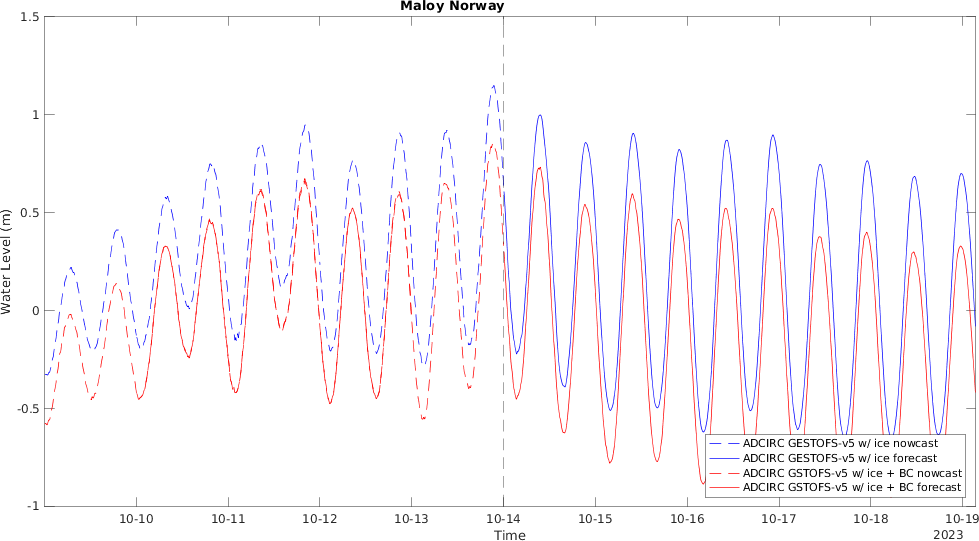 Maloy Norway
1.5
1
0.5
0
-0.5
-1
Water Level (m)
ADCIRC GESTOFS-v5 w/ ice nowcast
ADCIRC GESTOFS-v5 w/ ice forecast
ADCIRC GSTOFS-v5 w/ ice + BC nowcast
ADCIRC GSTOFS-v5 w/ ice + BC forecast
10-10 10-11 10-12 10-13 10-14 10-15 10-16 10-17 10-18 10-19
Time
2023